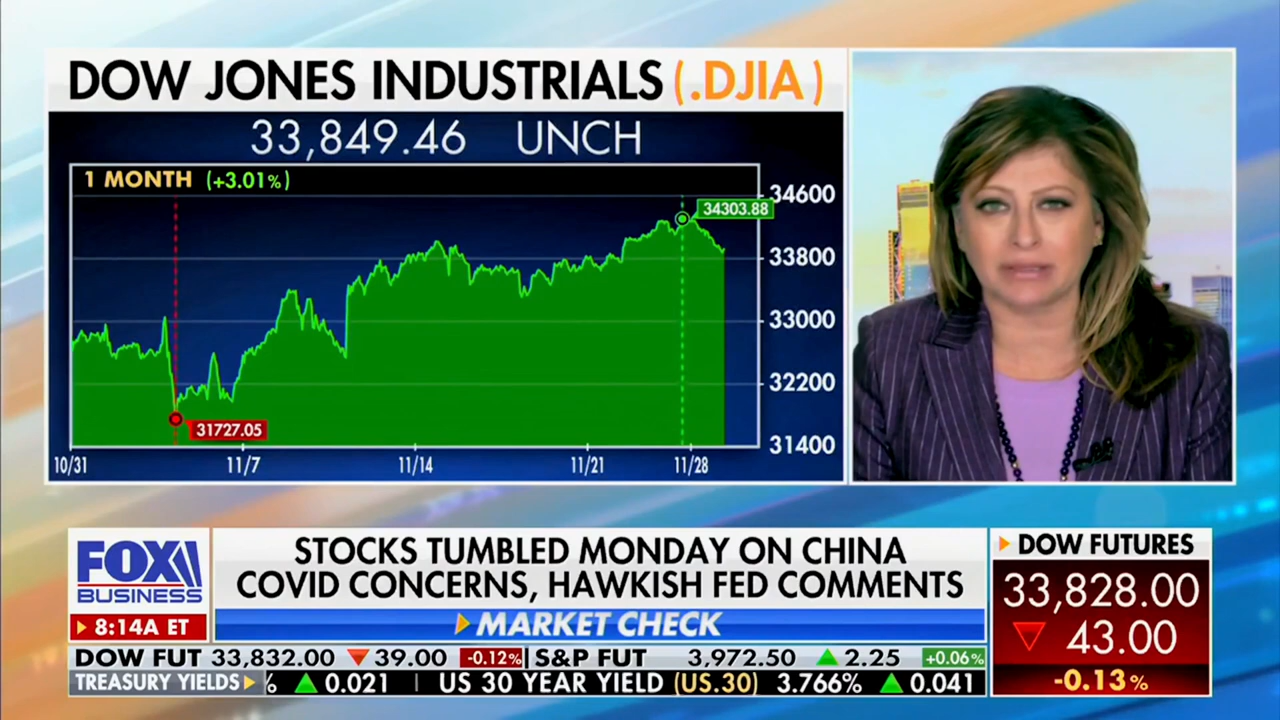 DOW JONES INDUSTRIALS (.DJIA)
33,849.46 UNCH
1 MONTH (+3.01%)
34600
34303.88
33800
33000
32200
31727.05
31400
10/31 11/7 11/14 11/21 11/28
FOX BUSINESS
8:14A ET
STOCKS TUMBLED MONDAY ON CHINA
COVID CONCERNS, HAWKISH FED COMMENTS
MARKET CHECK
DOW FUTURES
33,828.00
43.00
-0.13%
DOW FUT 33,832.00 39.00 -0.12% S&P FUT 3,972.50 2.25 +0.06%
TREASURY YIELDS % 0.021 US 30 YEAR YIELD (US.30) 3.766% 0.041